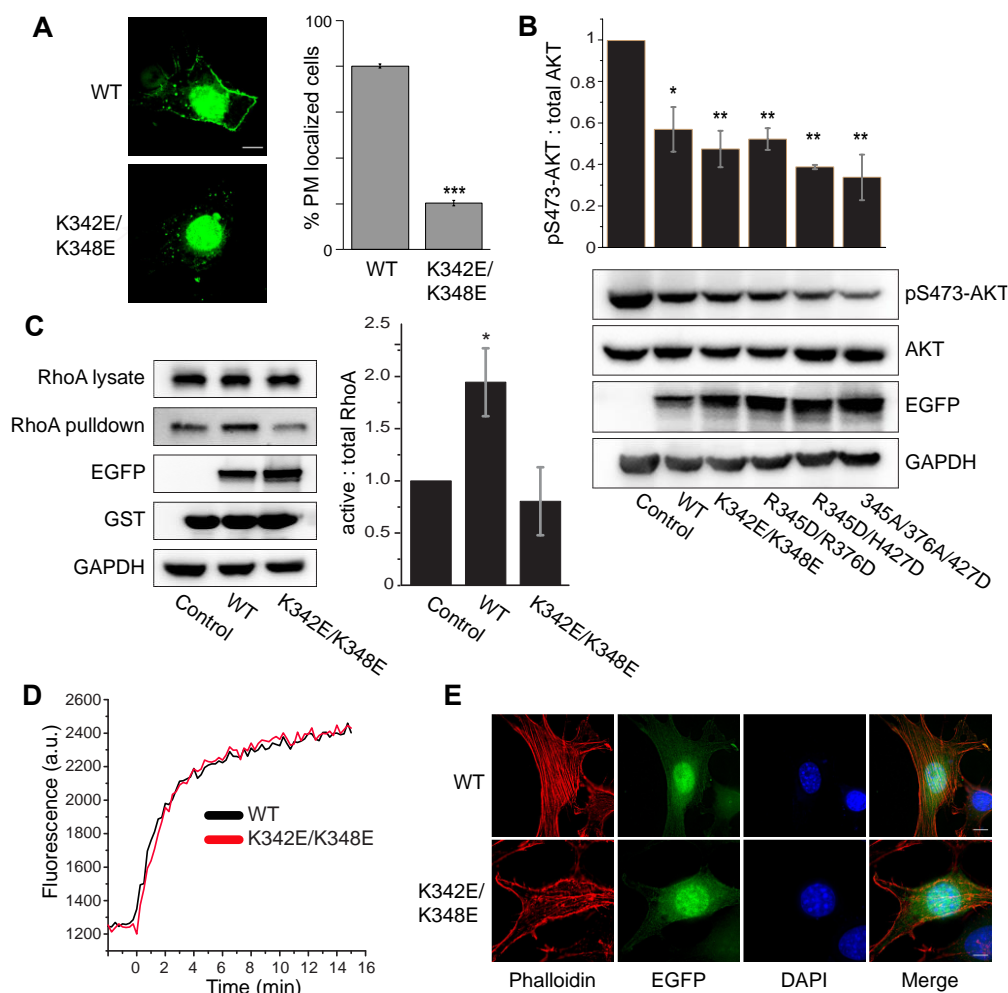 A
WT
K342E/
K348E
% PM localized cells
100
0
***
WT
K342E/
K348E
B
pS473-AKT : total AKT
1
0.8
0.6
0.4
0.2
0
*
**
**
**
**
pS473-AKT
AKT
EGFP
GAPDH
Control
WT
K342E/K348E
R345D/R376D
R345D/H427D
345A/376A/427D
C
RhoA lysate
RhoA pulldown
EGFP
GST
GAPDH
Control
WT
K342E/K348E
active : total RhoA
2.5
2.0
1.5
1.0
0.5
0
*
Control
WT
K342E/K348E
D
Fluorescence (a.u.)
2600
2400
2200
2000
1800
1600
1400
1200
WT
K342E/K348E
0 2 4 6 8 10 12 14 16
Time (min)
E
WT
K342E/
K348E
Phalloidin EGFP DAPI Merge